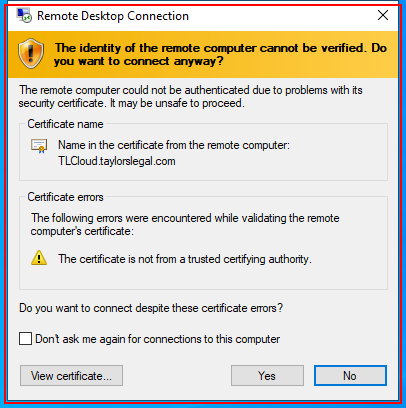 Remote Desktop Connection
The identity of the remote computer cannot be verified. Do
you want to connect anyway?
The remote computer could not be authenticated due to problems with its
security certificate. It may be unsafe to proceed.
Certificate name
Name in the certificate from the remote computer:
TLCloud.taylorslegal.com
Certificate errors
The following errors were encountered while validating the remote
computer's certificate:
The certificate is not from a trusted certifying authority.
Do you want to connect despite these certificate errors?
Don't ask me again for connections to this computer
View certificate... Yes No